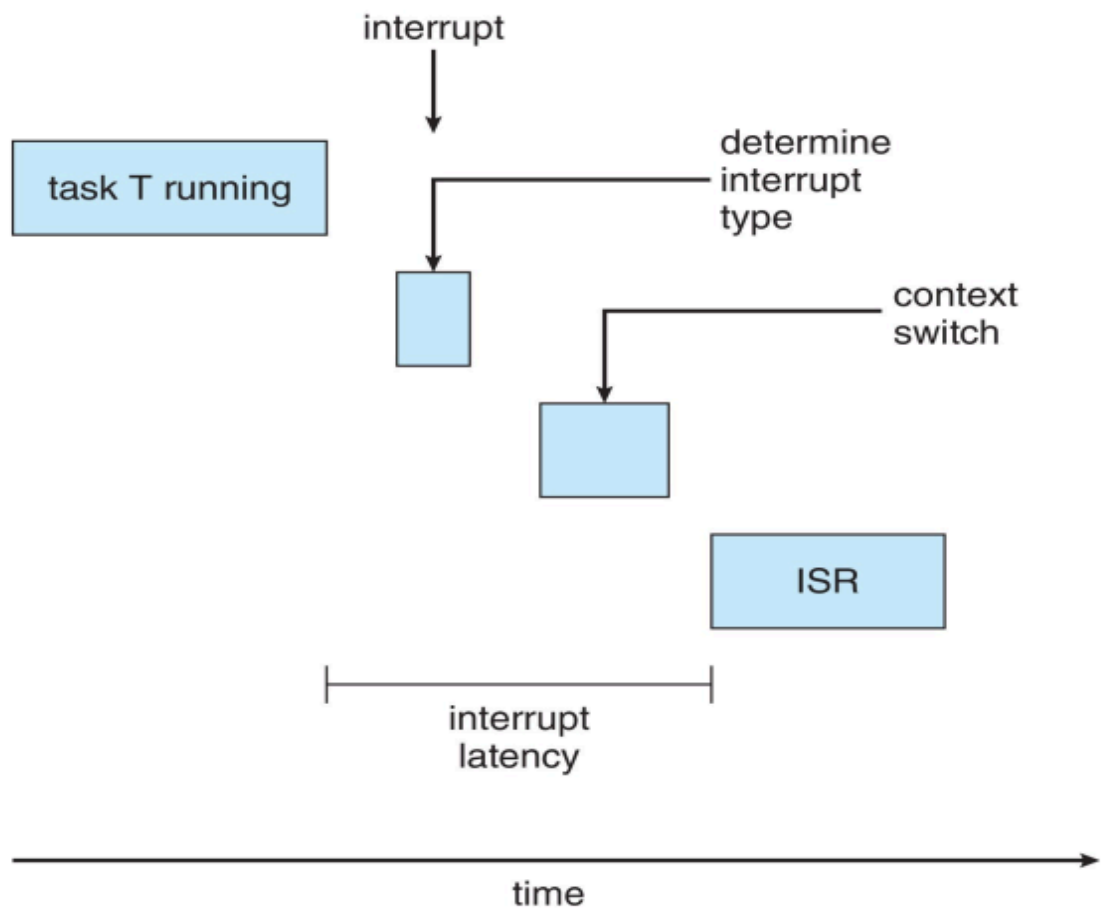 interrupt
task T running
determine
interrupt
type
context
switch
ISR
interrupt
latency
time